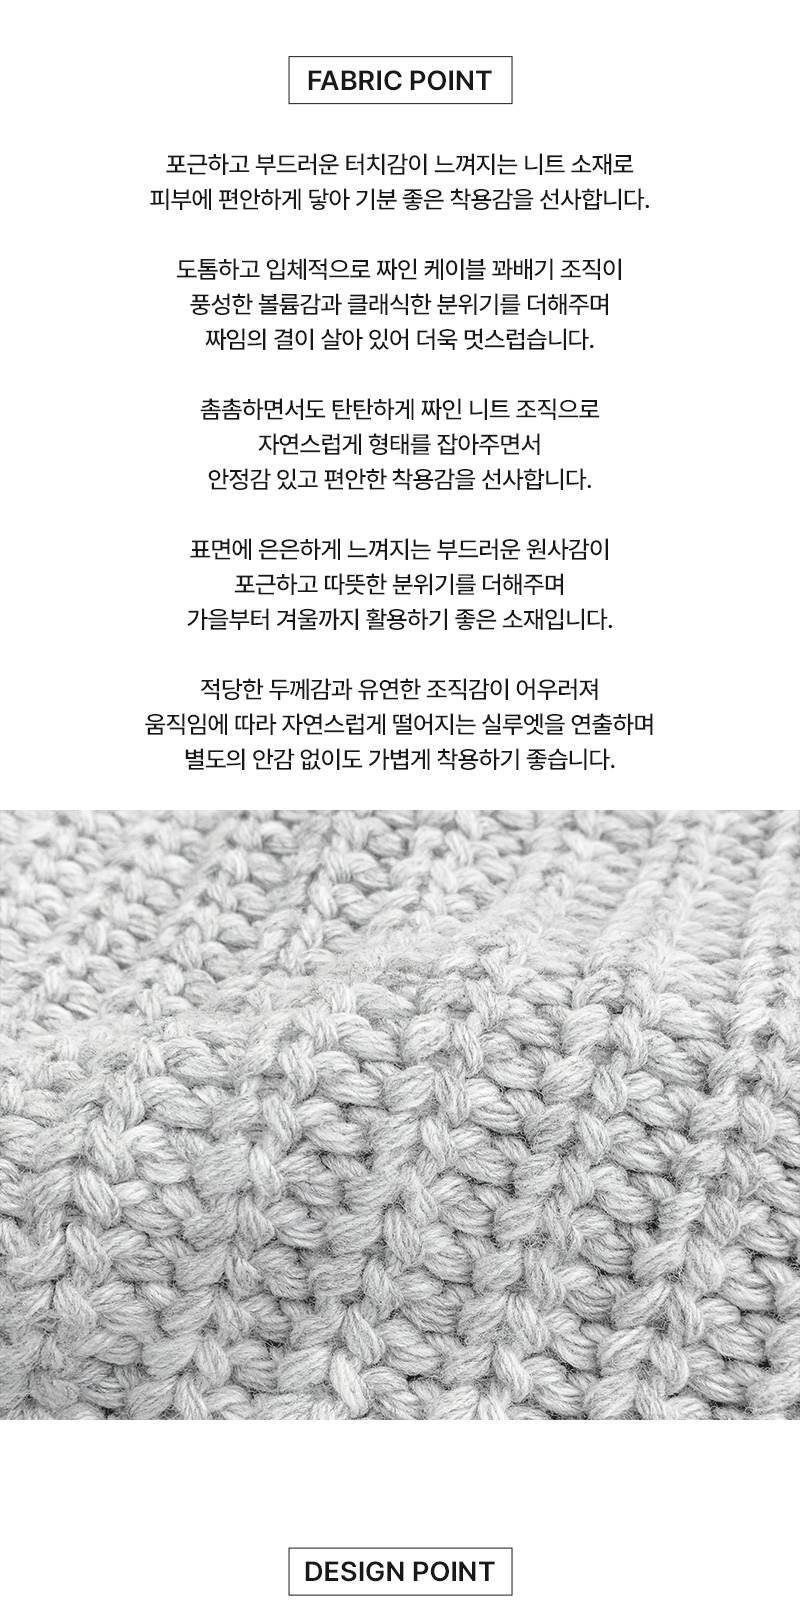 FABRIC POINT
포근하고 부드러운 터치감이 느껴지는 니트 소재로
피부에 편안하게 닿아 기분 좋은 착용감을 선사합니다.
도톰하고 입체적으로 짜인 케이블 꽈배기 조직이
풍성한 볼륨감과 클래식한 분위기를 더해주며
짜임의 결이 살아 있어 더욱 멋스럽습니다.
촘촘하면서도 탄탄하게 짜인 니트 조직으로
자연스럽게 형태를 잡아주면서
안정감 있고 편안한 착용감을 선사합니다.
표면에 은은하게 느껴지는 부드러운 원사감이
포근하고 따뜻한 분위기를 더해주며
가을부터 겨울까지 활용하기 좋은 소재입니다.
적당한 두께감과 유연한 조직감이 어우러져
움직임에 따라 자연스럽게 떨어지는 실루엣을 연출하며
별도의 안감 없이도 가볍게 착용하기 좋습니다.
DESIGN POINT